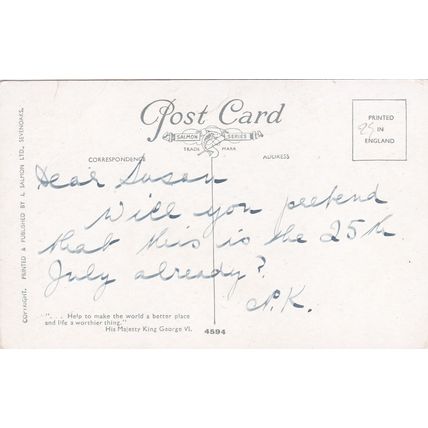 Post Card
SALMON SERIES
TRADE MARK
CORRESPONDENCE
ADDRESS
PRINTED
IN
ENGLAND
25
Dear Susan
Will you pretend
that this is the 25th
July already?
P.K.
". . . Help to make the world a better place
and life a worthier thing."
His Majesty King George VI.
4594
COPYRIGHT. PRINTED & PUBLISHED BY J. SALMON LTD., SEVENOAKS.